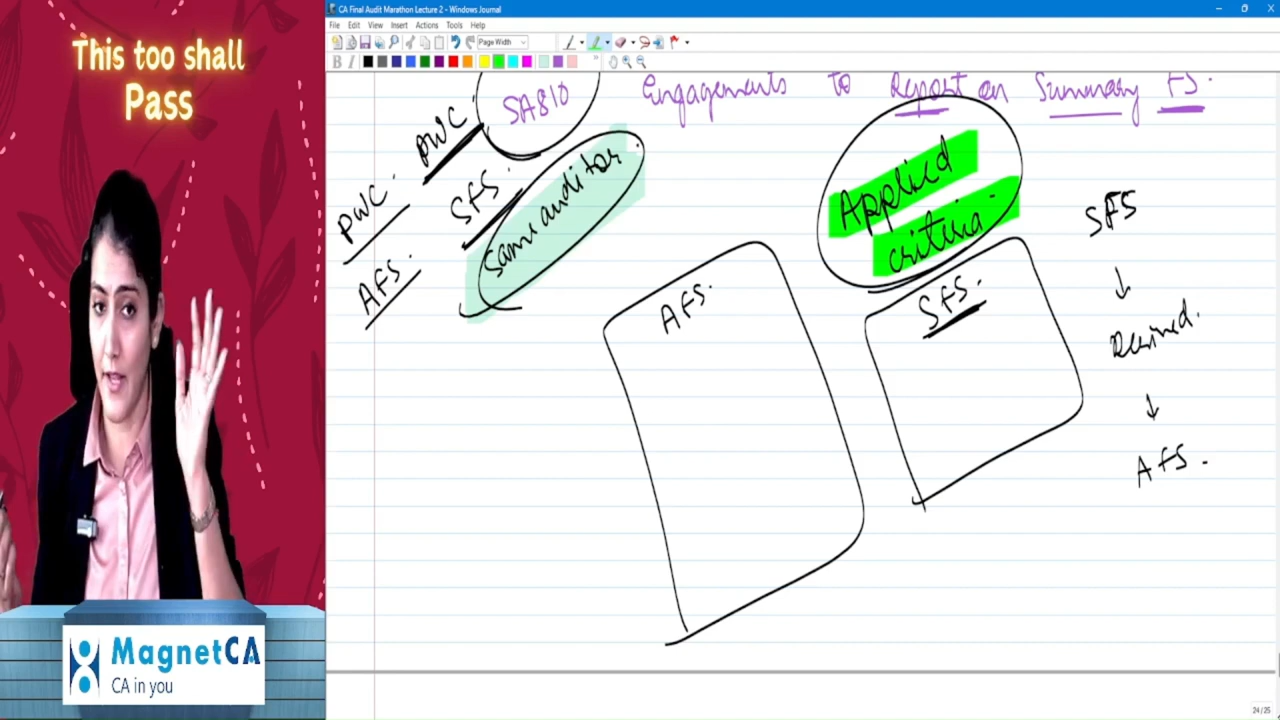 This too shall
Pass
MagnetCA
CA in you
CA Final Audit Marathon Lecture 2 - Windows Journal
File Edit View Insert Actions Tools Help
Page Width
B I
SA810 Engagements to Report on Summary FS.
PWC. PWC.
AFS. SFS.
same auditor.
Applied
criteria.
AFS.
SFS.
SFS
↓
Derived.
↓
AFS.
24 / 25